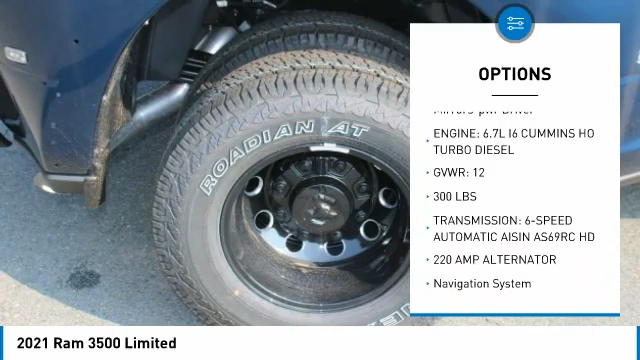 ROADIAN AT
OPTIONS
ENGINE: 6.7L I6 CUMMINS HO
TURBO DIESEL
GVWR: 12
300 LBS
TRANSMISSION: 6-SPEED
AUTOMATIC AISIN AS69RC HD
220 AMP ALTERNATOR
Navigation System
2021 Ram 3500 Limited